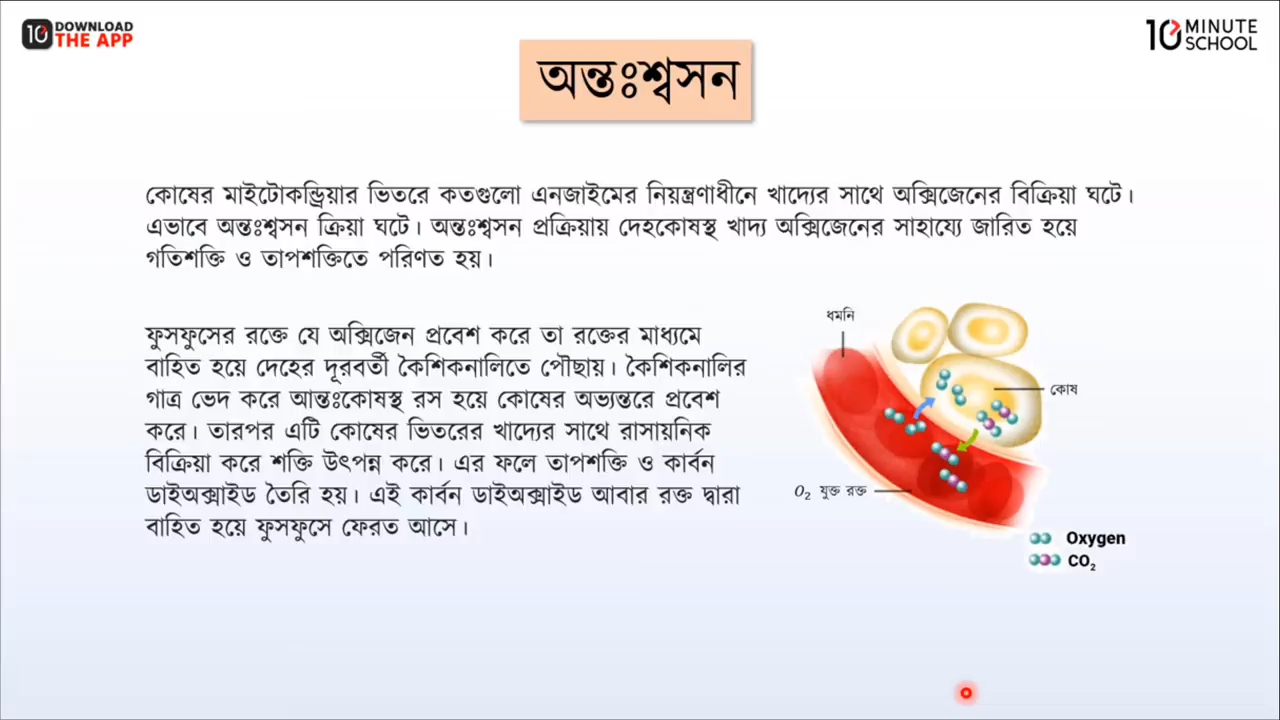 10 DOWNLOAD
THE APP
10 MINUTE
SCHOOL
অন্তঃশ্বসন
কোষের মাইটোকন্ড্রিয়ার ভিতরে কতগুলো এনজাইমের নিয়ন্ত্রণাধীনে খাদ্যের সাথে অক্সিজেনের বিক্রিয়া ঘটে।
এভাবে অন্তঃশ্বসন ক্রিয়া ঘটে। অন্তঃশ্বসন প্রক্রিয়ায় দেহকোষস্থ খাদ্য অক্সিজেনের সাহায্যে জারিত হয়ে
গতিশক্তি ও তাপশক্তিতে পরিণত হয়।
ফুসফুসের রক্তে যে অক্সিজেন প্রবেশ করে তা রক্তের মাধ্যমে
বাহিত হয়ে দেহের দূরবর্তী কৈশিকনালিতে পৌছায়। কৈশিকনালির
গাত্র ভেদ করে আন্তঃকোষস্থ রস হয়ে কোষের অভ্যন্তরে প্রবেশ
করে। তারপর এটি কোষের ভিতরের খাদ্যের সাথে রাসায়নিক
বিক্রিয়া করে শক্তি উৎপন্ন করে। এর ফলে তাপশক্তি ও কার্বন
ডাইঅক্সাইড তৈরি হয়। এই কার্বন ডাইঅক্সাইড আবার রক্ত দ্বারা
বাহিত হয়ে ফুসফুসে ফেরত আসে।
ধমনি
কোষ
O₂ যুক্ত রক্ত
Oxygen
CO₂